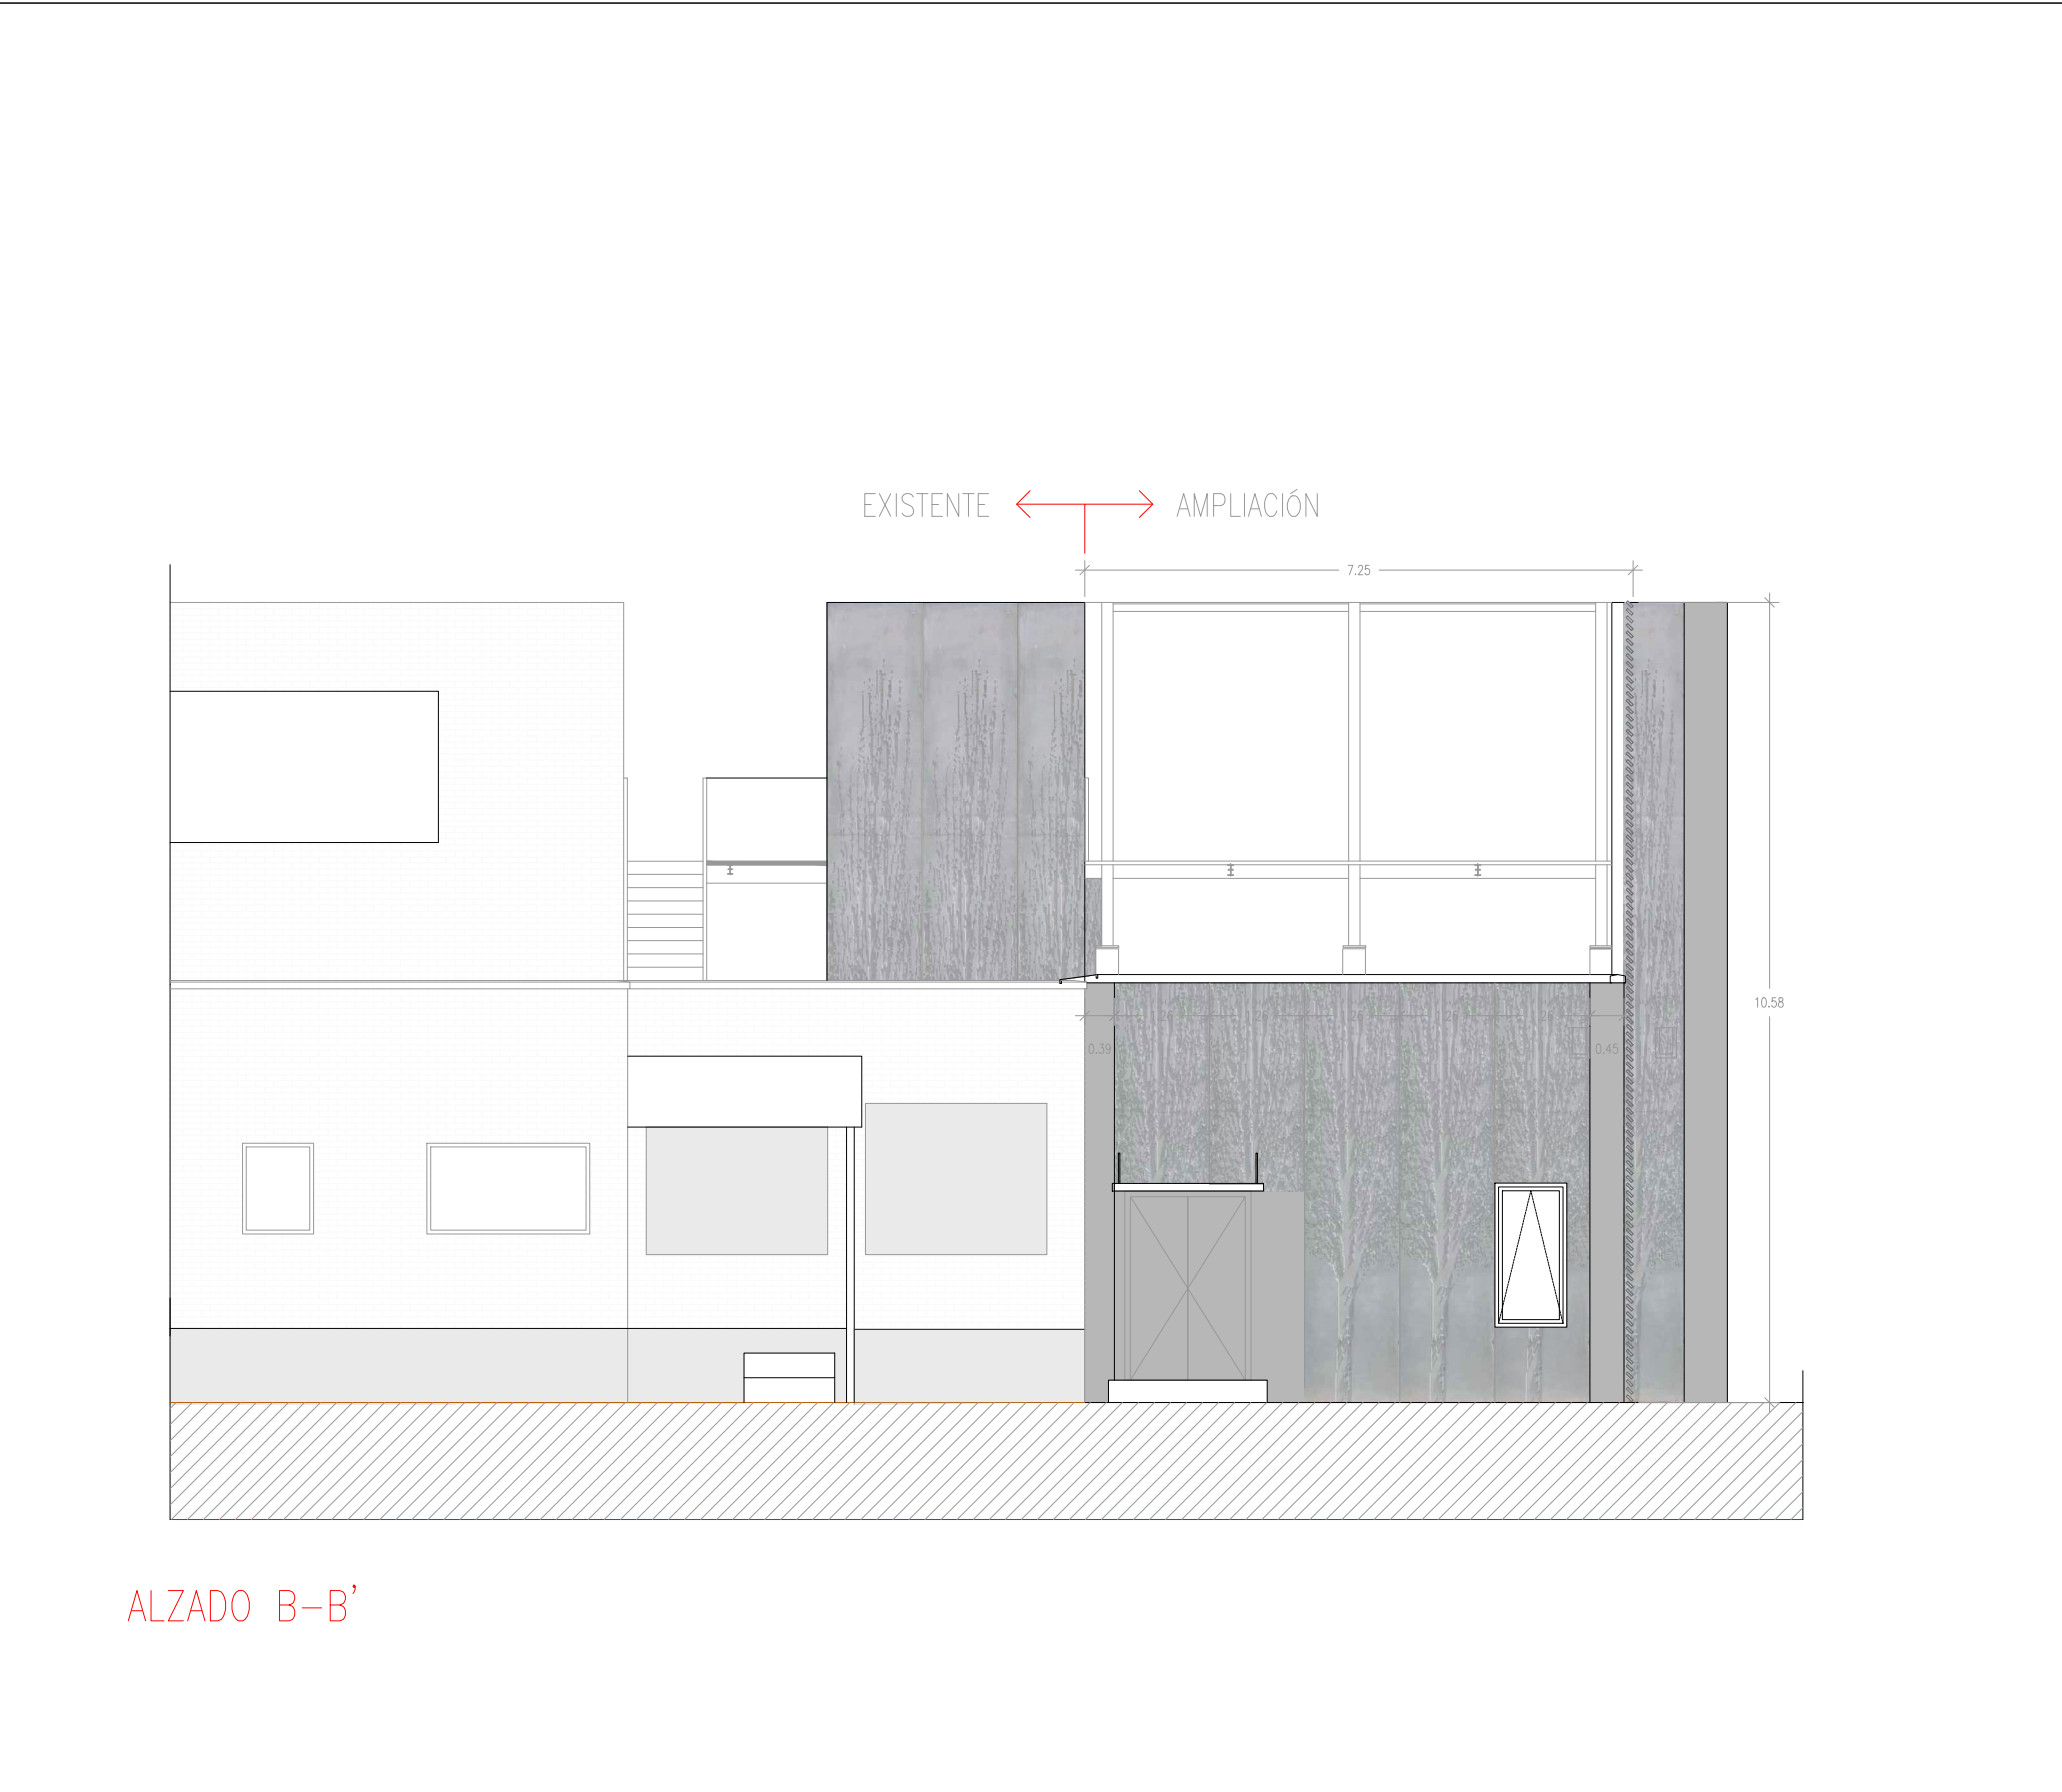 EXISTENTE AMPLIACIÓN
7.25
10.58
0.39 0.45
ALZADO B-B'